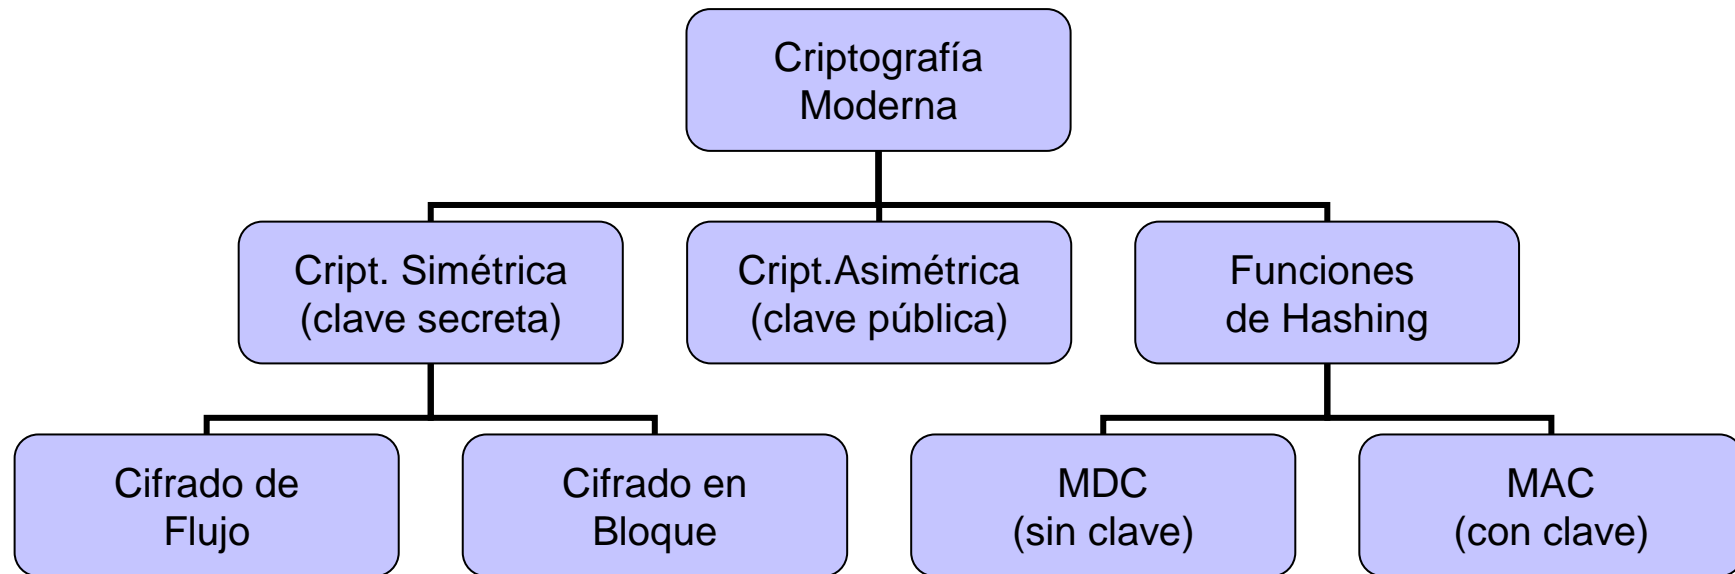 Criptografía
Moderna
Cript. Simétrica
(clave secreta)
Cript.Asimétrica
(clave pública)
Funciones
de Hashing
Cifrado de
Flujo
Cifrado en
Bloque
MDC
(sin clave)
MAC
(con clave)